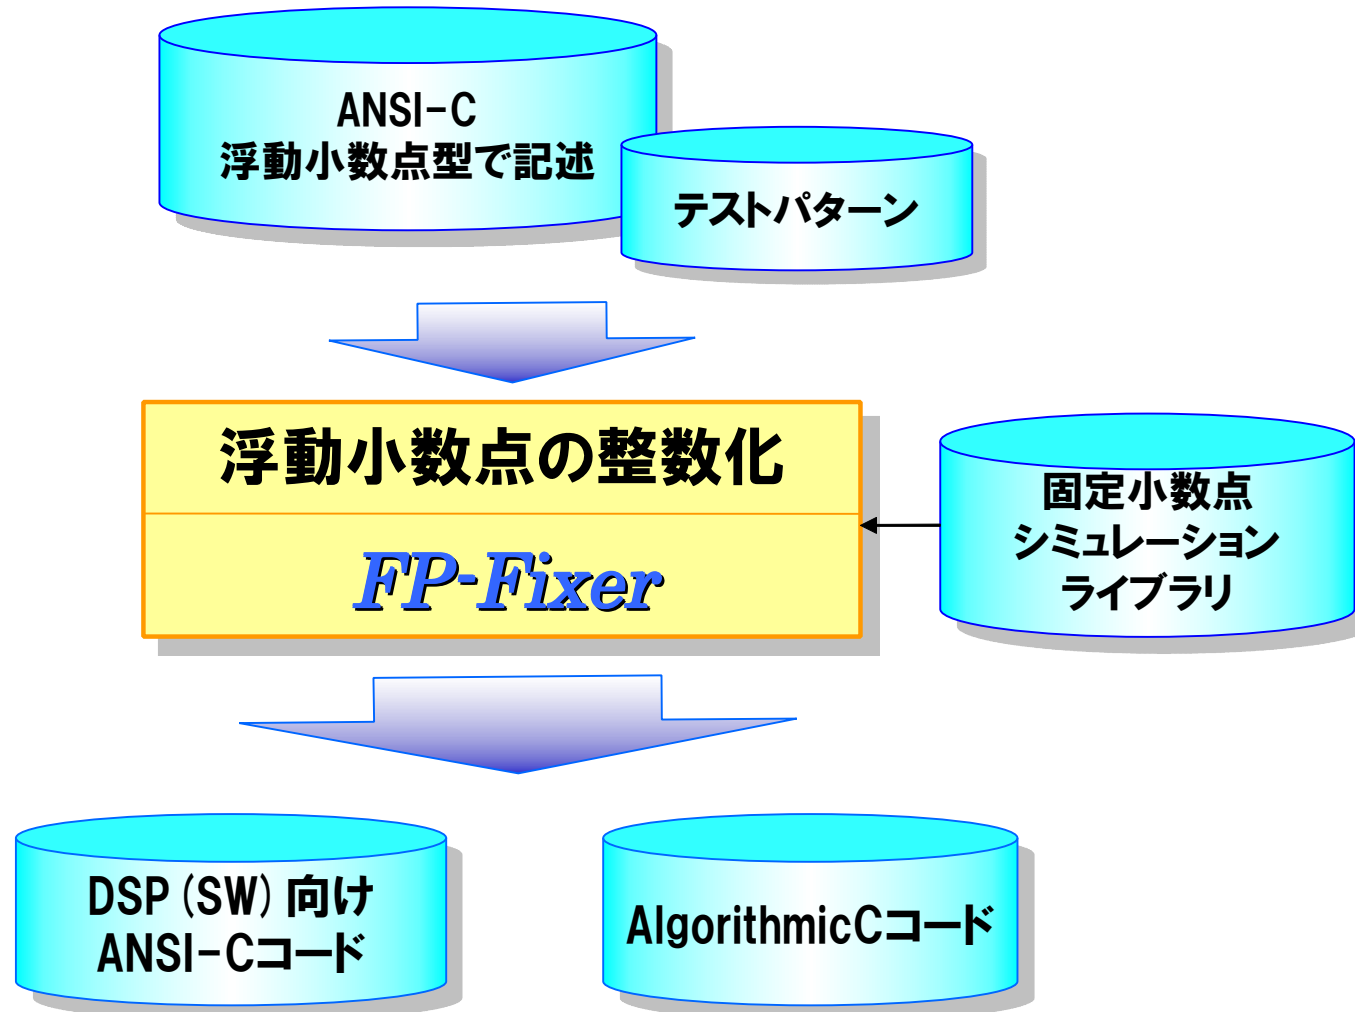 ANSI-C
浮動小数点型で記述
テストパターン
浮動小数点の整数化
FP-Fixer
固定小数点
シミュレーション
ライブラリ
DSP(SW)向け
ANSI-Cコード
AlgorithmicCコード